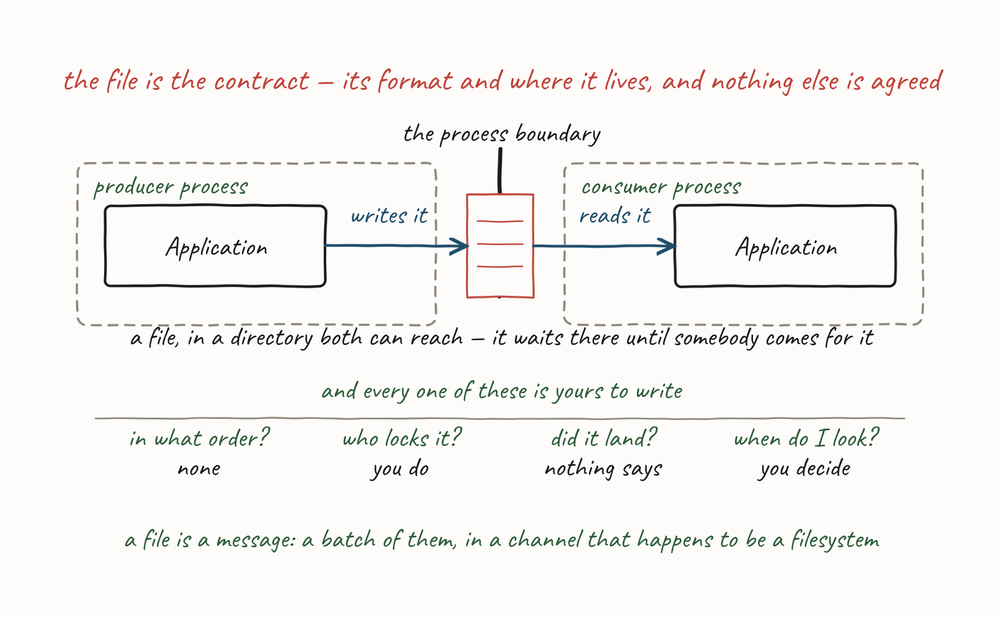 the file is the contract — its format and where it lives, and nothing else is agreed
the process boundary
producer process
consumer process
writes it
reads it
Application
Application
a file, in a directory both can reach — it waits there until somebody comes for it
and every one of these is yours to write
in what order?
who locks it?
did it land?
when do I look?
none
you do
nothing says
you decide
a file is a message: a batch of them, in a channel that happens to be a filesystem